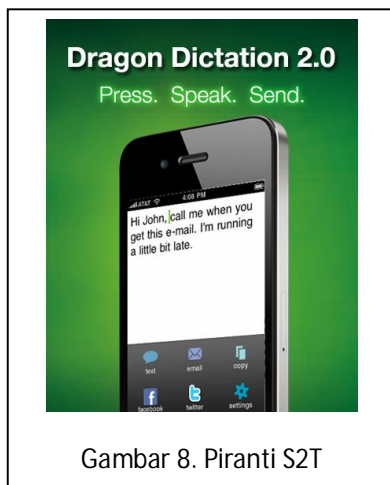 Dragon Dictation 2.0
Press. Speak. Send.
AT&T 4:08 PM
Hi John, call me when you
get this e-mail. I'm running
a little bit late.
text email copy
facebook twitter settings
Gambar 8. Piranti S2T